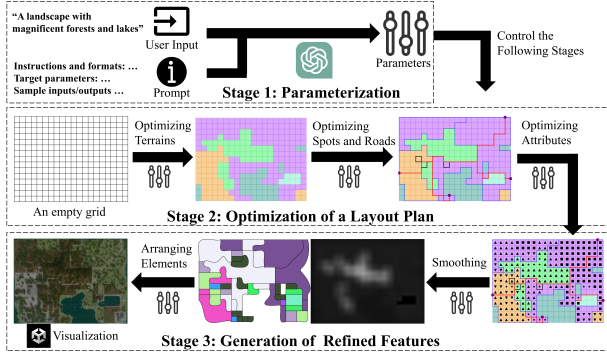 “A landscape with
magnificent forests and lakes”
User Input
Instructions and formats: …
Target parameters: …
Sample inputs/outputs …
Prompt
Parameters
Stage 1: Parameterization
Control the
Following Stages
An empty grid
Optimizing
Terrains
Optimizing
Spots and Roads
Optimizing
Attributes
Stage 2: Optimization of a Layout Plan
Arranging
Elements
Smoothing
Visualization
Stage 3: Generation of Refined Features